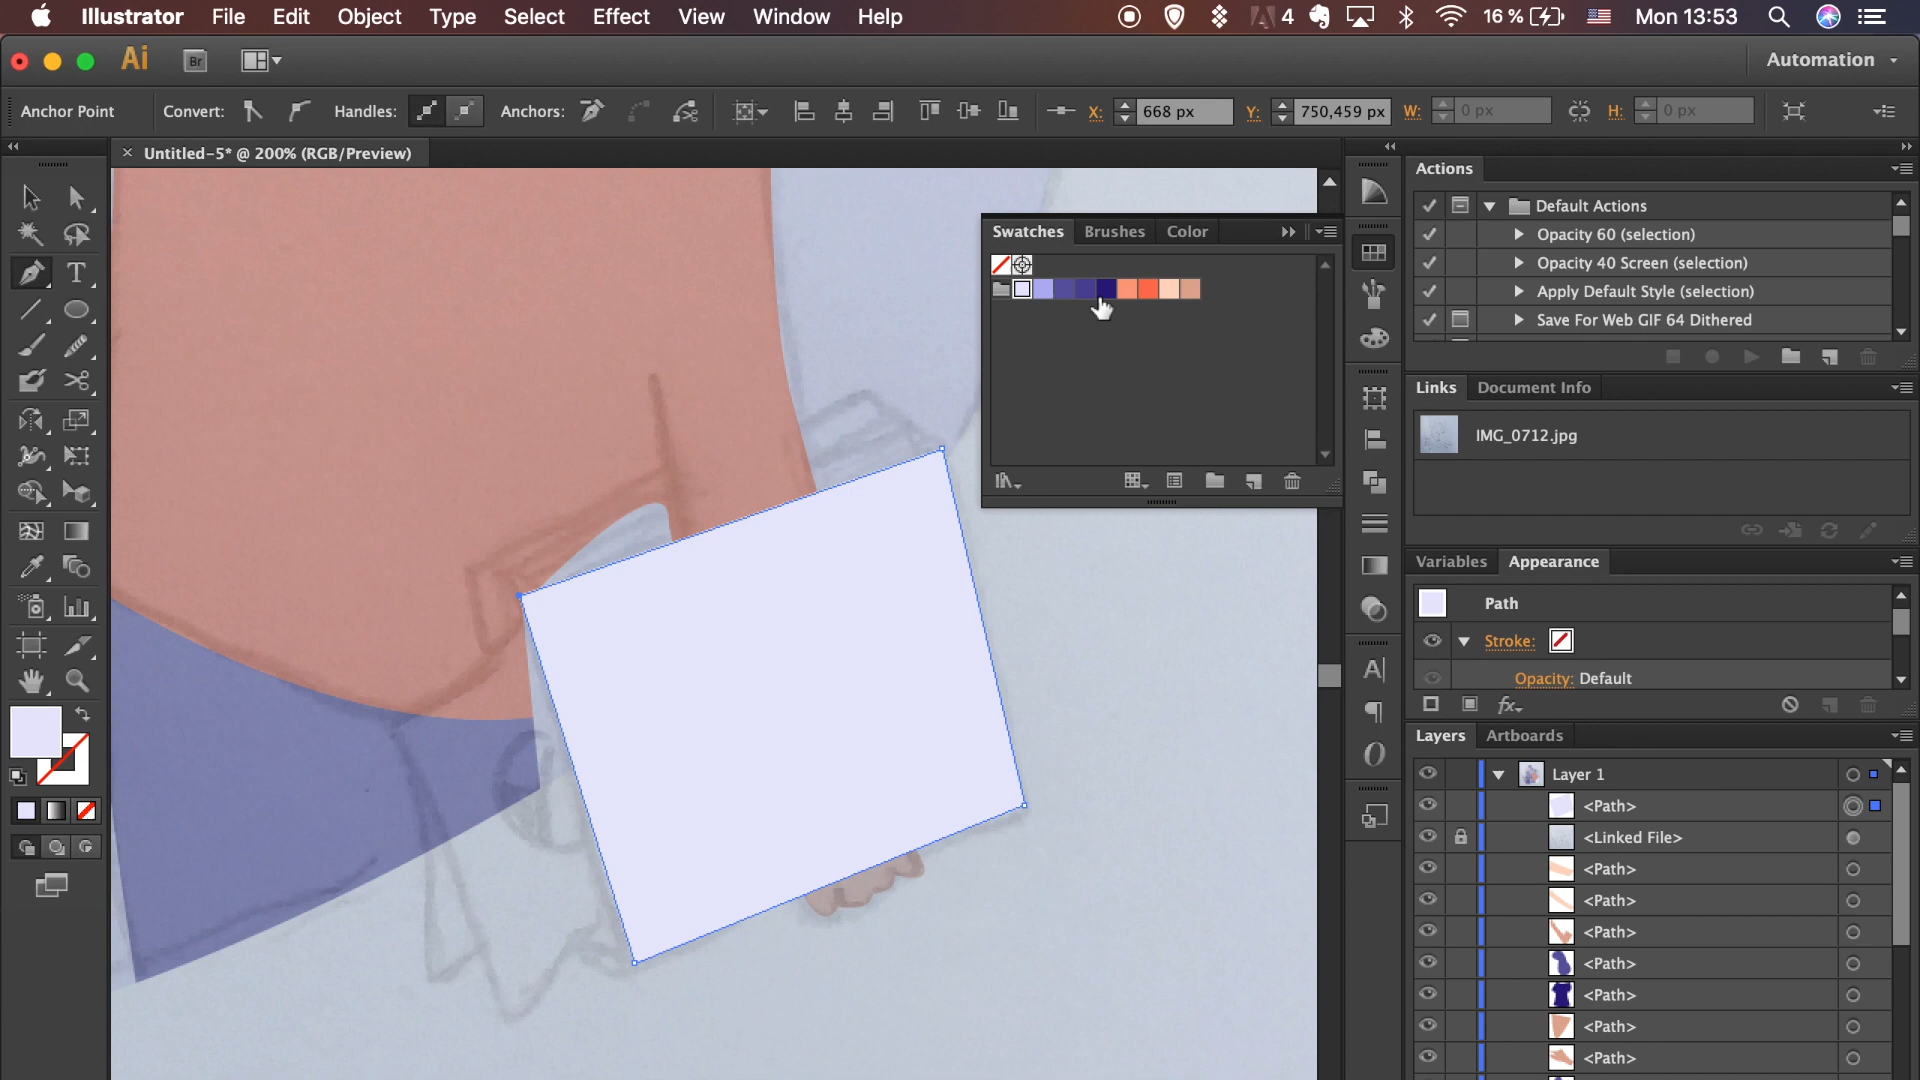 Illustrator File Edit Object Type Select Effect View Window Help 4 16 % Mon 13:53
Ai Br Automation
Anchor Point Convert: Handles: Anchors: X: 668 px Y: 750,459 px W: 0 px H: 0 px
Untitled-5* @ 200% (RGB/Preview)
Actions
Default Actions
Opacity 60 (selection)
Opacity 40 Screen (selection)
Apply Default Style (selection)
Save For Web GIF 64 Dithered
Swatches Brushes Color
Links Document Info
IMG_0712.jpg
Variables Appearance
Path
Stroke:
Opacity: Default
fx
Layers Artboards
Layer 1
<Path>
<Linked File>
<Path>
<Path>
<Path>
<Path>
<Path>
<Path>
<Path>